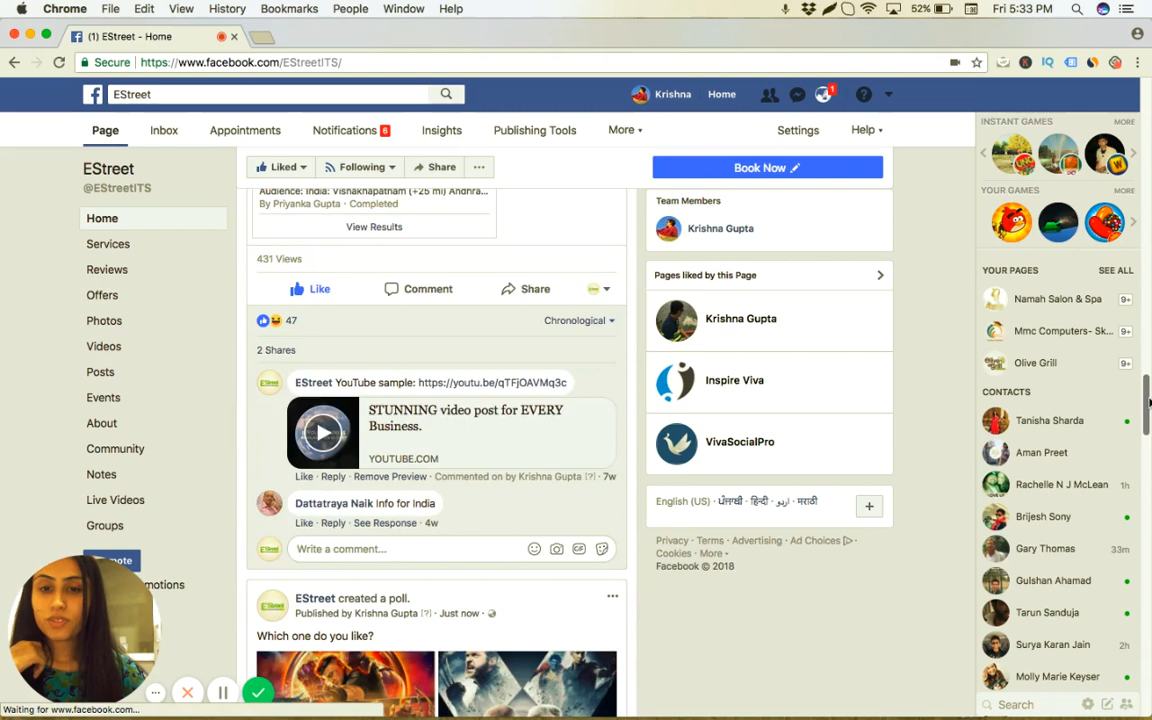 Chrome File Edit View History Bookmarks People Window Help
52% Fri 5:33 PM
(1) EStreet - Home
Secure https://www.facebook.com/EStreetITS/
EStreet
Krishna Home 1
Page Inbox Appointments Notifications 6 Insights Publishing Tools More Settings Help
EStreet
@EStreetITS
Home
Services
Reviews
Offers
Photos
Videos
Posts
Events
About
Community
Notes
Live Videos
Groups
Liked Following Share ...
Book Now
Audience: India: Vishakhapatnam (+25 mi) Andhra...
By Priyanka Gupta · Completed
View Results
431 Views
Like Comment Share
47 Chronological
2 Shares
EStreet YouTube sample: https://youtu.be/qTFjOAVMq3c
STUNNING video post for EVERY
Business.
YOUTUBE.COM
Like · Reply · Remove Preview · Commented on by Krishna Gupta [?] · 7w
Dattatraya Naik Info for India
Like · Reply · See Response · 4w
Write a comment...
GIF
EStreet created a poll.
Published by Krishna Gupta [?] · Just now ·
Which one do you like?
Team Members
Krishna Gupta
Pages liked by this Page
Krishna Gupta
Inspire Viva
VivaSocialPro
English (US) · ਪੰਜਾਬੀ · हिन्दी · اردو · मराठी
Privacy · Terms · Advertising · Ad Choices ·
Cookies · More
Facebook © 2018
INSTANT GAMES MORE
YOUR GAMES MORE
YOUR PAGES SEE ALL
Namah Salon & Spa 9+
Mmc Computers- Sk... 9+
Olive Grill 9+
CONTACTS
Tanisha Sharda
Aman Preet
Rachelle N J McLean 1h
Brijesh Sony
Gary Thomas 33m
Gulshan Ahamad
Tarun Sanduja
Surya Karan Jain 2h
Molly Marie Keyser
Search
Waiting for www.facebook.com...